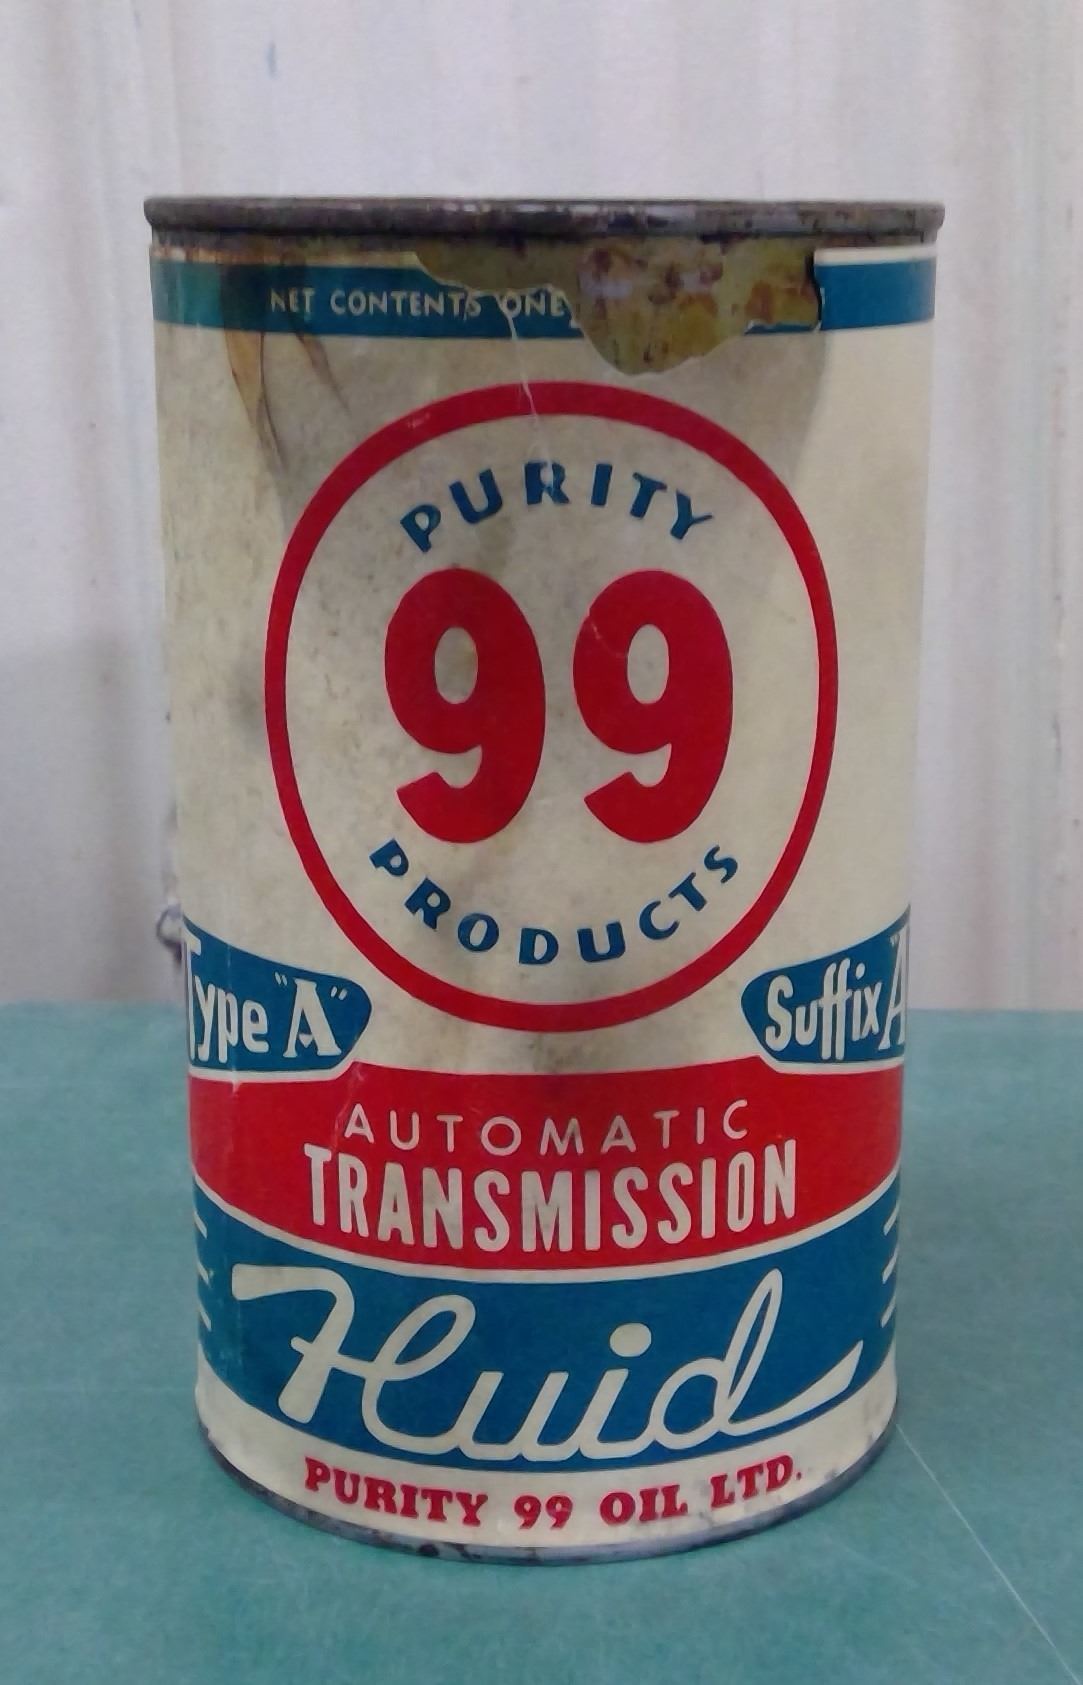 NET CONTENTS ONE
PURITY
99
PRODUCTS
Type "A"
Suffix "A
AUTOMATIC
TRANSMISSION
Fluid
PURITY 99 OIL LTD.